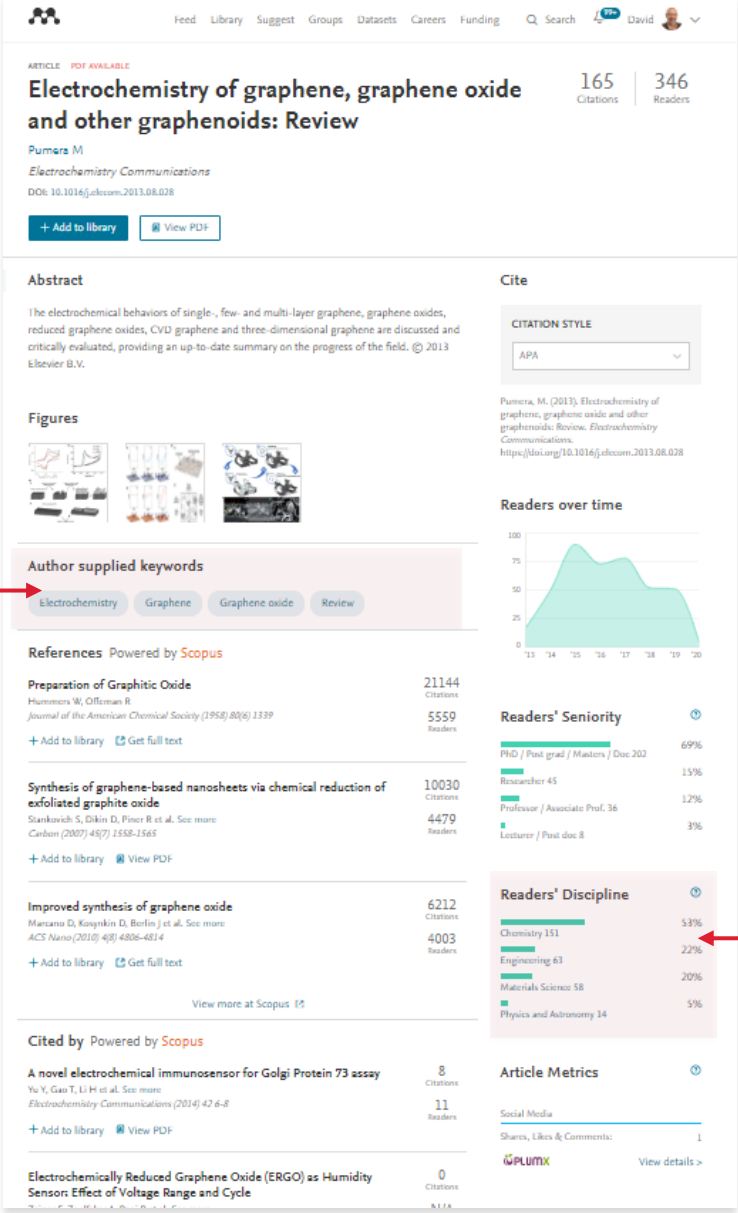 Feed Library Suggest Groups Datasets Careers Funding Search 99+ David
ARTICLE PDF AVAILABLE
Electrochemistry of graphene, graphene oxide
and other graphenoids: Review
165 Citations
346 Readers
Pumera M
Electrochemistry Communications
DOI: 10.1016/j.elecom.2013.08.028
+ Add to library View PDF
Abstract
The electrochemical behaviors of single-, few- and multi-layer graphene, graphene oxides,
reduced graphene oxides, CVD graphene and three-dimensional graphene are discussed and
critically evaluated, providing an up-to-date summary on the progress of the field. © 2013
Elsevier B.V.
Figures
Author supplied keywords
Electrochemistry Graphene Graphene oxide Review
References Powered by Scopus
Preparation of Graphitic Oxide
Hummers W, Offeman R
Journal of the American Chemical Society (1958) 80(6) 1339
+ Add to library Get full text
21144
Citations
5559
Readers
Synthesis of graphene-based nanosheets via chemical reduction of
exfoliated graphite oxide
Stankovich S, Dikin D, Piner R et al. See more
Carbon (2007) 45(7) 1558-1565
+ Add to library View PDF
10030
Citations
4479
Readers
Improved synthesis of graphene oxide
Marcano D, Kosynkin D, Berlin J et al. See more
ACS Nano (2010) 4(8) 4806-4814
+ Add to library Get full text
6212
Citations
4003
Readers
View more at Scopus
Cited by Powered by Scopus
A novel electrochemical immunosensor for Golgi Protein 73 assay
Yu Y, Gao T, Li H et al. See more
Electrochemistry Communications (2014) 42 6-8
+ Add to library View PDF
8
Citations
11
Readers
Electrochemically Reduced Graphene Oxide (ERGO) as Humidity
Sensor: Effect of Voltage Range and Cycle
0
Citations
N/A
Cite
CITATION STYLE
APA
Pumera, M. (2013). Electrochemistry of
graphene, graphene oxide and other
graphenoids: Review. Electrochemistry
Communications.
https://doi.org/10.1016/j.elecom.2013.08.028
Readers over time
100
75
50
25
0
'13 '14 '15 '16 '17 '18 '19 '20
Readers' Seniority
69%
PhD / Post grad / Masters / Doc 202
15%
Researcher 45
12%
Professor / Associate Prof. 36
3%
Lecturer / Post doc 8
Readers' Discipline
53%
Chemistry 151
22%
Engineering 63
20%
Materials Science 58
5%
Physics and Astronomy 14
Article Metrics
Social Media
Shares, Likes & Comments: 1
PLUMX View details >